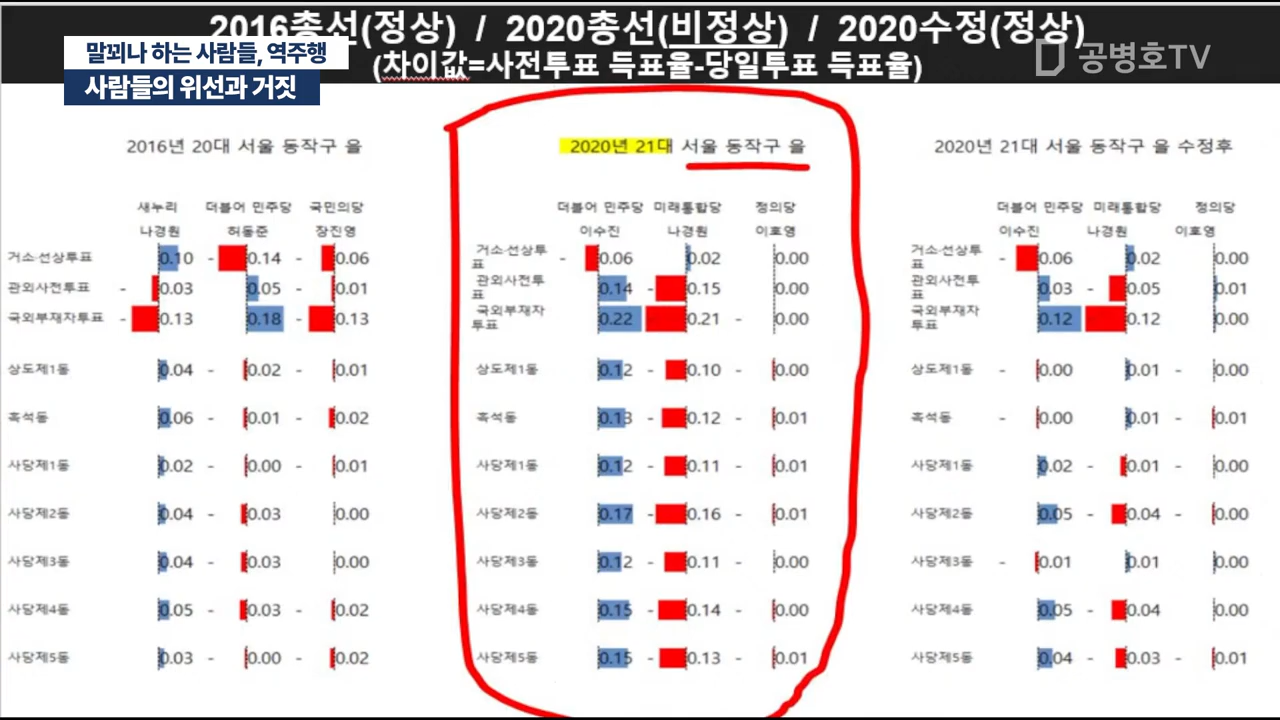 2016총선(정상) / 2020총선(비정상) / 2020수정(정상)
(차이값=사전투표 득표율-당일투표 득표율)
말꾀나 하는 사람들, 역주행
사람들의 위선과 거짓
공병호TV
2016년 20대 서울 동작구 을
새누리 더불어 민주당 국민의당
나경원 허동준 장진영
거소·선상투표 0.10 - 0.14 - 0.06
관외사전투표 - 0.03 0.05 - 0.01
국외부재자투표 - 0.13 0.18 - 0.13
상도제1동 0.04 - 0.02 - 0.01
흑석동 0.06 - 0.01 - 0.02
사당제1동 0.02 - 0.00 - 0.01
사당제2동 0.04 - 0.03 0.00
사당제3동 0.04 - 0.03 0.00
사당제4동 0.05 - 0.03 - 0.02
사당제5동 0.03 - 0.00 - 0.02
2020년 21대 서울 동작구 을
더불어 민주당 미래통합당 정의당
이수진 나경원 이호영
거소·선상투
표 - 0.06 0.02 0.00
관외사전투
표 0.14 - 0.15 0.00
국외부재자
투표 0.22 - 0.21 - 0.00
상도제1동 0.12 - 0.10 - 0.00
흑석동 0.13 - 0.12 - 0.01
사당제1동 0.12 - 0.11 - 0.01
사당제2동 0.17 - 0.16 - 0.01
사당제3동 0.12 - 0.11 - 0.00
사당제4동 0.15 - 0.14 - 0.00
사당제5동 0.15 - 0.13 - 0.01
2020년 21대 서울 동작구 을 수정후
더불어 민주당 미래통합당 정의당
이수진 나경원 이호영
거소·선상투
표 - 0.06 0.02 0.00
관외사전투
표 0.03 - 0.05 0.01
국외부재자
투표 0.12 - 0.12 0.00
상도제1동 - 0.00 0.01 - 0.00
흑석동 - 0.00 0.01 - 0.01
사당제1동 0.02 - 0.01 - 0.00
사당제2동 0.05 - 0.04 - 0.00
사당제3동 - 0.01 0.01 - 0.00
사당제4동 0.05 - 0.04 - 0.00
사당제5동 0.04 - 0.03 - 0.01